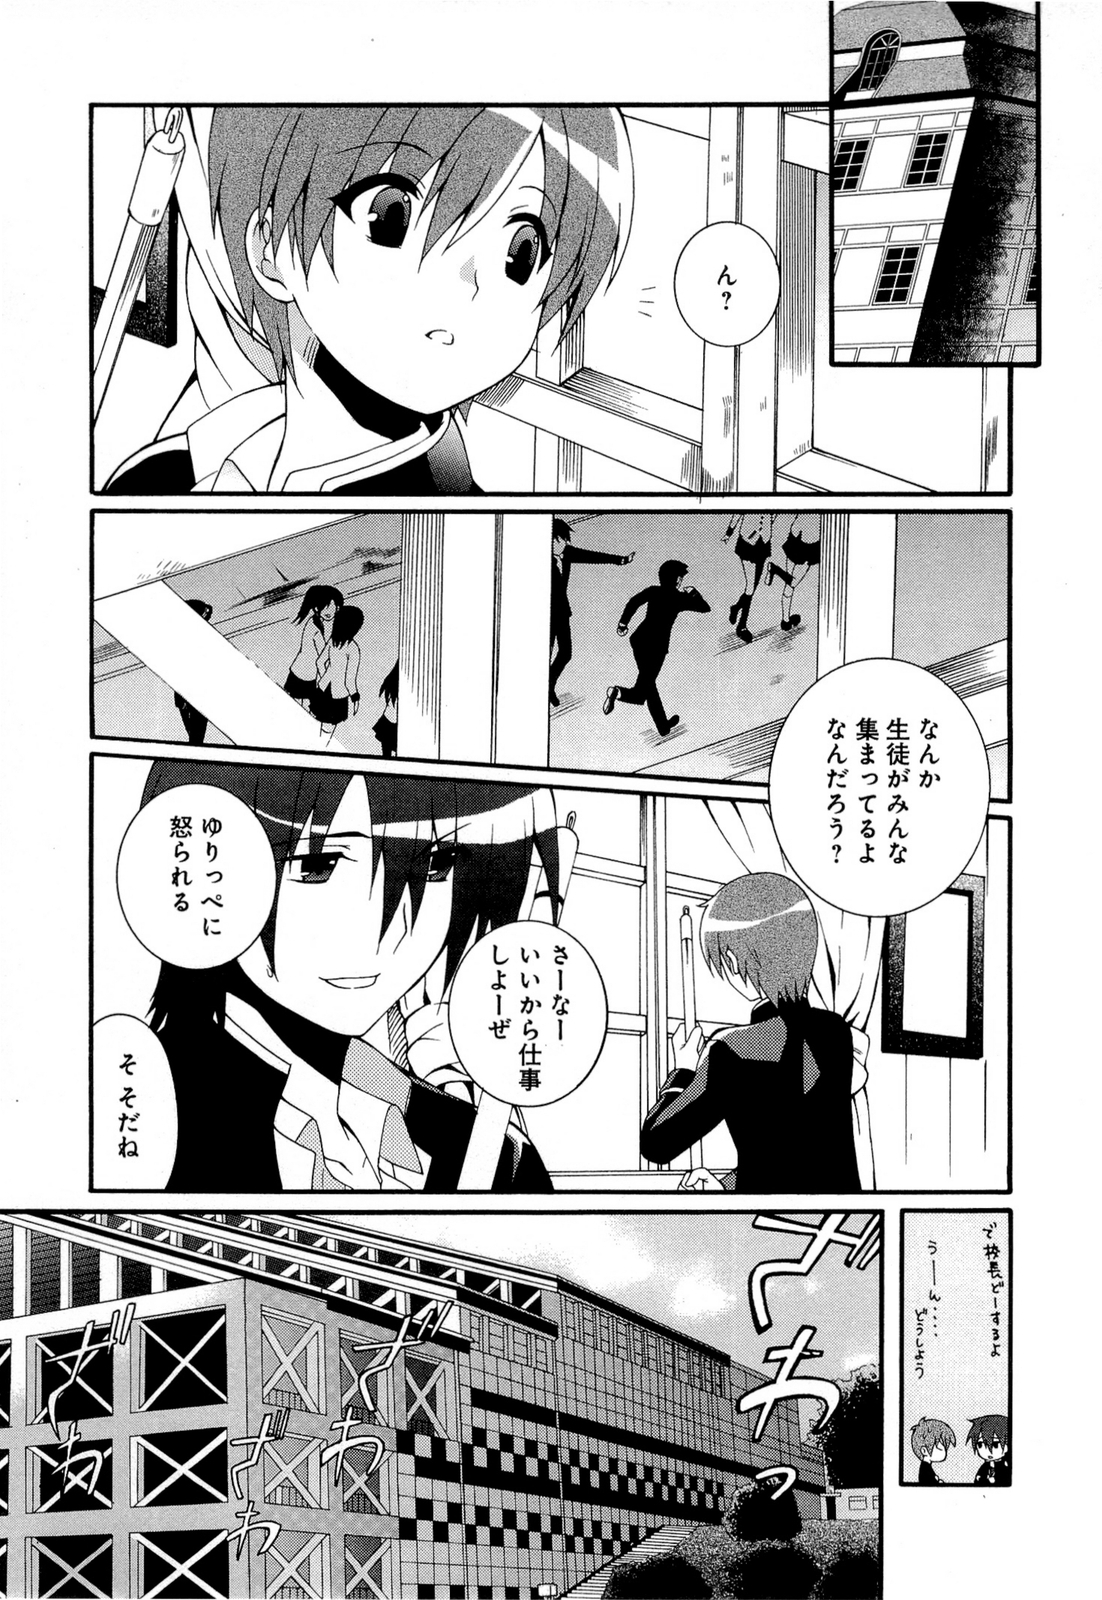 ん？
なんか
生徒がみんな
集まってるよ
なんだろう？
さーなー
いいから仕事
しよーぜ
ゆりっぺに
怒られる
そ そだね
で校長どーするよ
うーん‥‥
どうしよう
ざわっ
ざわ
ざわ
ざわ